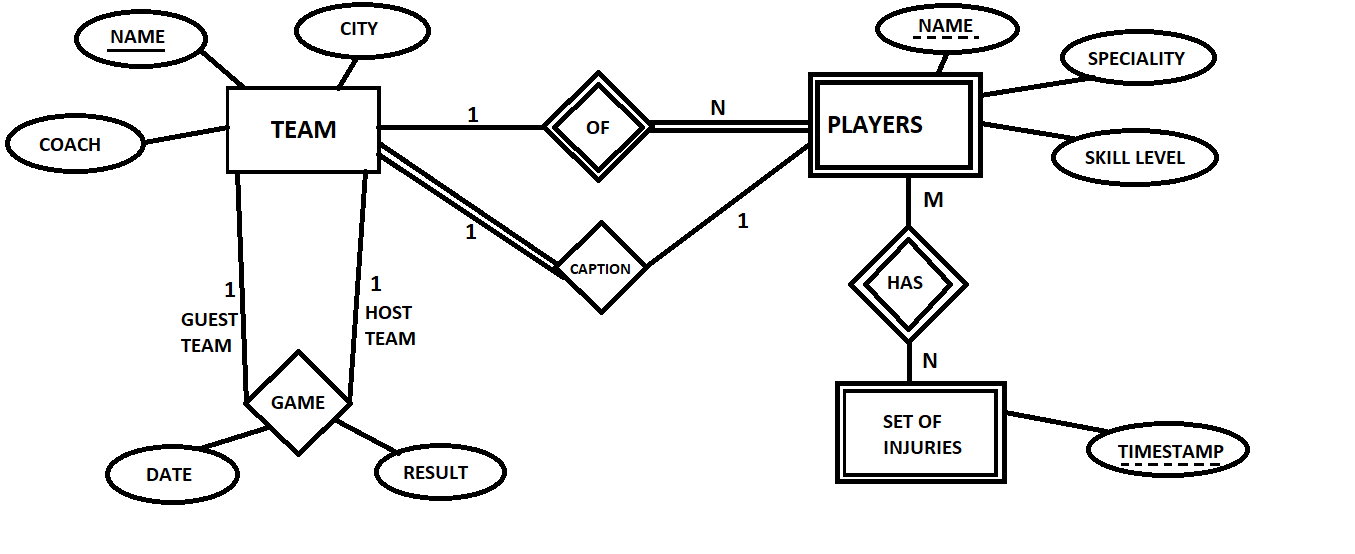 NAME
CITY
NAME
SPECIALITY
COACH
TEAM
1
OF
N
PLAYERS
SKILL LEVEL
1
CAPTION
1
M
HAS
N
1
GUEST
TEAM
1
HOST
TEAM
GAME
DATE
RESULT
SET OF
INJURIES
TIMESTAMP